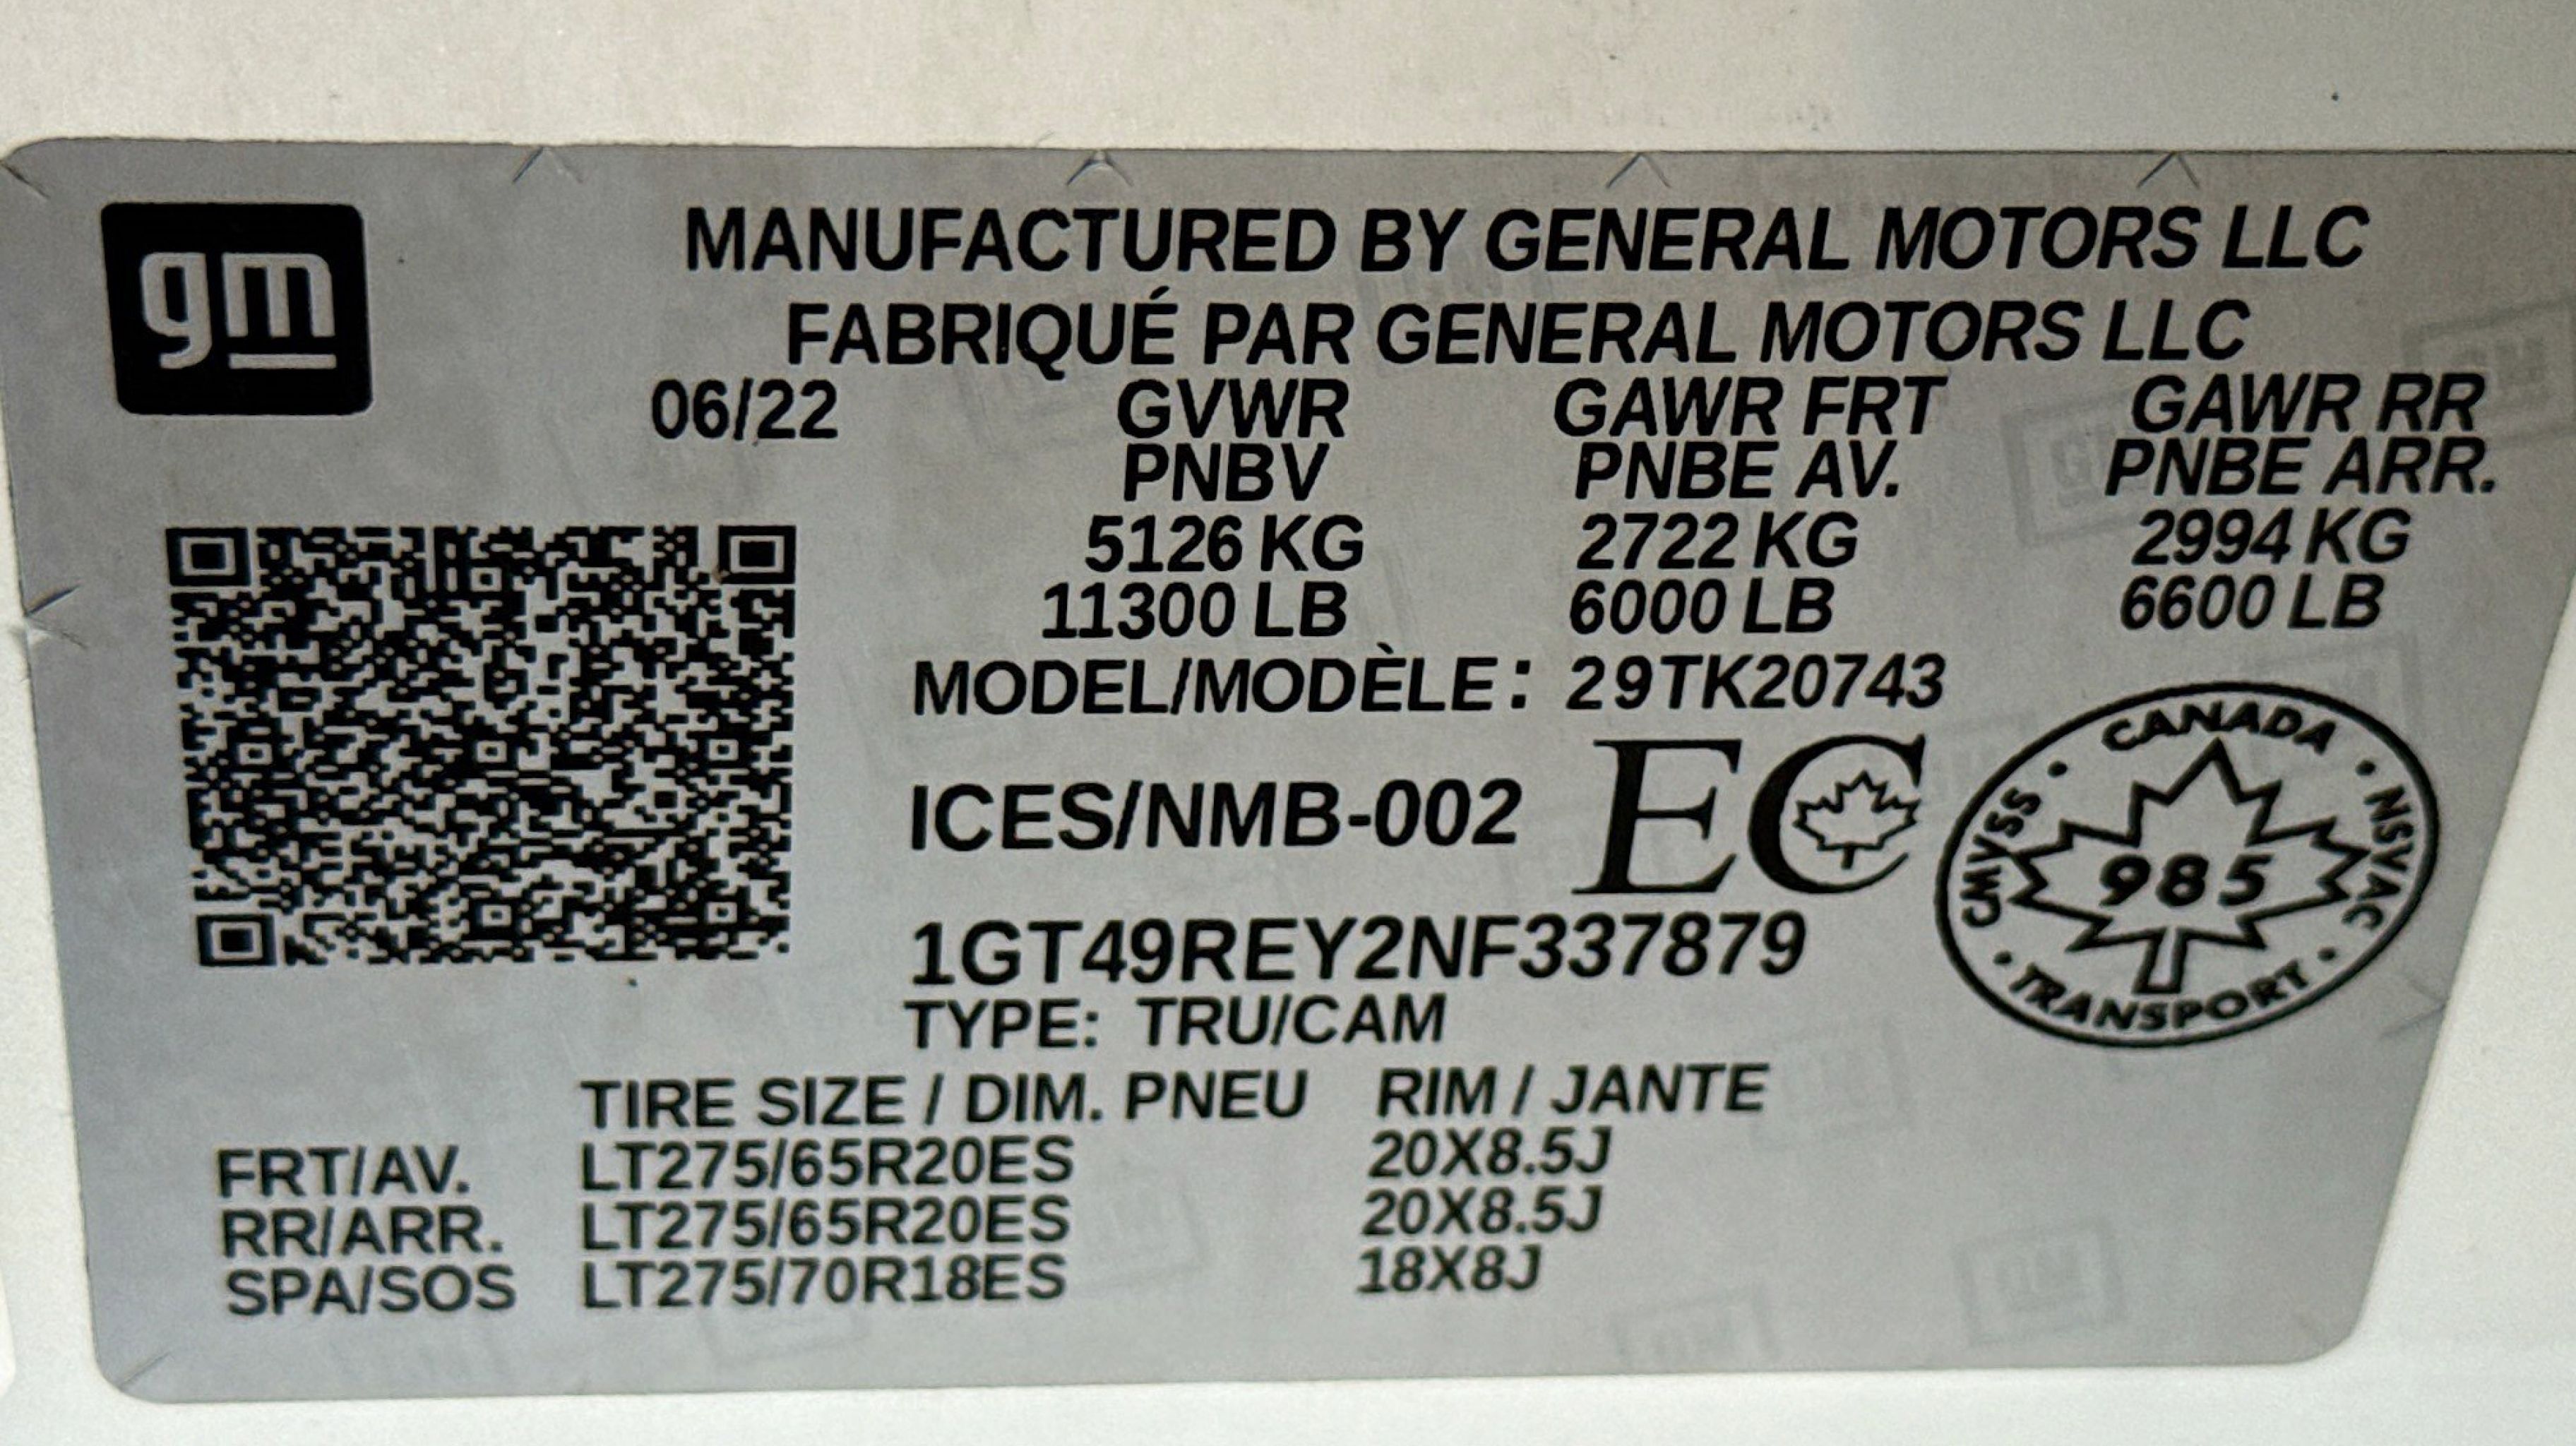 gm
MANUFACTURED BY GENERAL MOTORS LLC
FABRIQUÉ PAR GENERAL MOTORS LLC
06/22 GVWR GAWR FRT GAWR RR
PNBV PNBE AV. PNBE ARR.
5126 KG 2722 KG 2994 KG
11300 LB 6000 LB 6600 LB
MODEL/MODÈLE: 29TK20743
ICES/NMB-002 EC
CANADA · NSVAC · TRANSPORT · CMVSS ·
985
1GT49REY2NF337879
TYPE: TRU/CAM
TIRE SIZE / DIM. PNEU RIM / JANTE
FRT/AV. LT275/65R20ES 20X8.5J
RR/ARR. LT275/65R20ES 20X8.5J
SPA/SOS LT275/70R18ES 18X8J